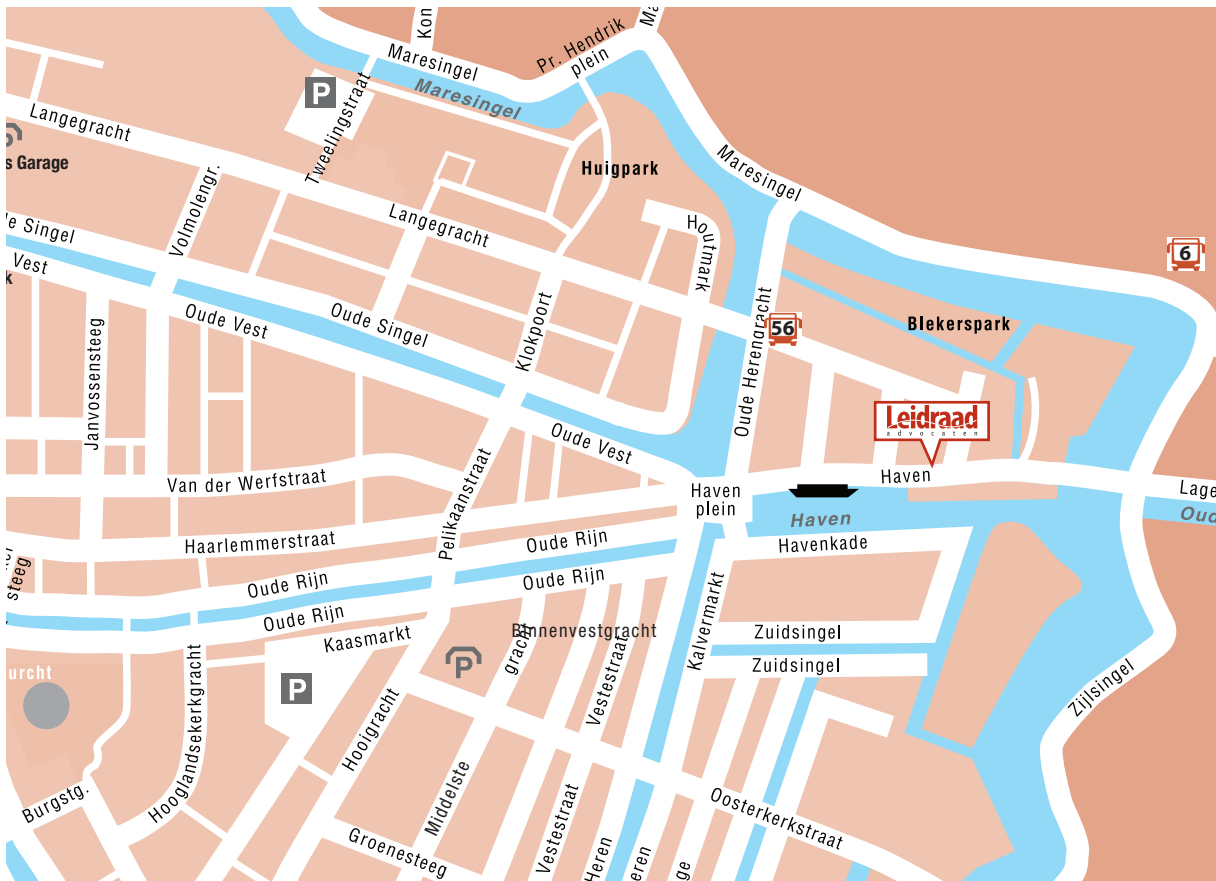 Kon
Pr. Hendrik
plein
Maresingel
Maresingel
P
Tweelingstraat
Langegracht
s Garage
Huigpark
Maresingel
Volmolengr.
Langegracht
Houtmark
6
Singel
Vest
Oude Vest
Oude Singel
Klokpoort
Oude Herendracht
56
Blekerspark
Janvossensteeg
Leidraad
advocaten
Oude Vest
Haven
Van der Werfstraat
Pelikaanstraat
Haven
plein
Lage
Oud
Haven
Haarlemmerstraat
Oude Rijn
Havenkade
steeg
Oude Rijn
Oude Rijn
Oude Rijn
Kaasmarkt
Binnenvestgracht
gracht
Kalvermarkt
Zuidsingel
Zuidsingel
P
urcht
P
Hooglandsekerkgracht
Hooigracht
Vestestraat
Zijlsingel
Burgstg.
Middelste
Groenesteeg
Vestestraat
Oosterkerkstraat
Heren
eren
ge